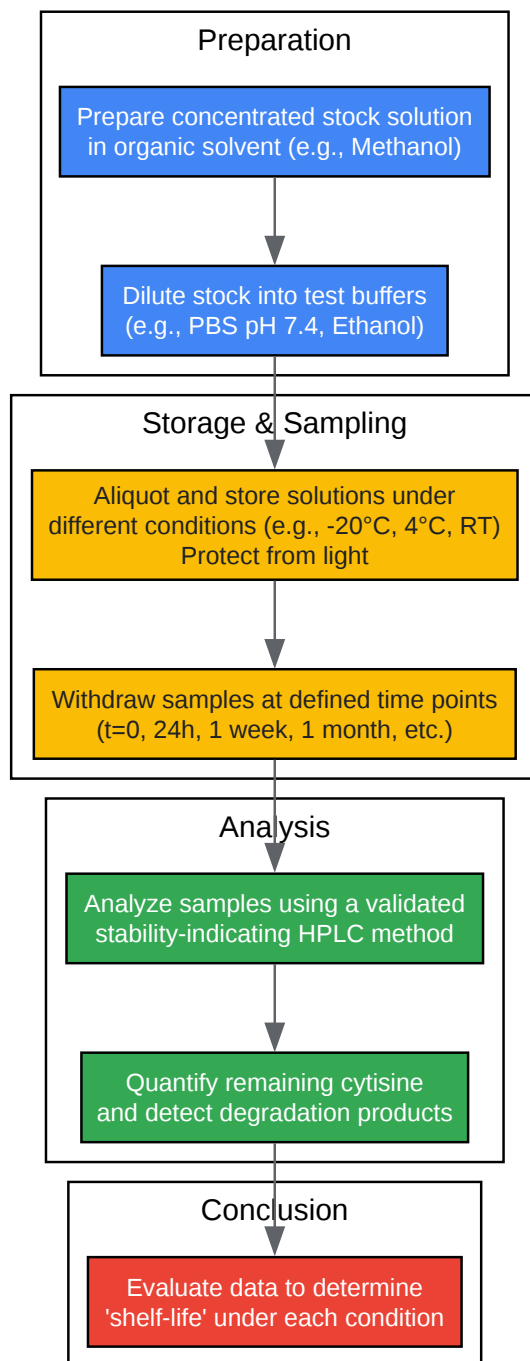 Preparation
Prepare concentrated stock solution
in organic solvent (e.g., Methanol)
Dilute stock into test buffers
(e.g., PBS pH 7.4, Ethanol)
Storage & Sampling
Aliquot and store solutions under
different conditions (e.g., -20°C, 4°C, RT)
Protect from light
Withdraw samples at defined time points
(t=0, 24h, 1 week, 1 month, etc.)
Analysis
Analyze samples using a validated
stability-indicating HPLC method
Quantify remaining cytisine
and detect degradation products
Conclusion
Evaluate data to determine
'shelf-life' under each condition